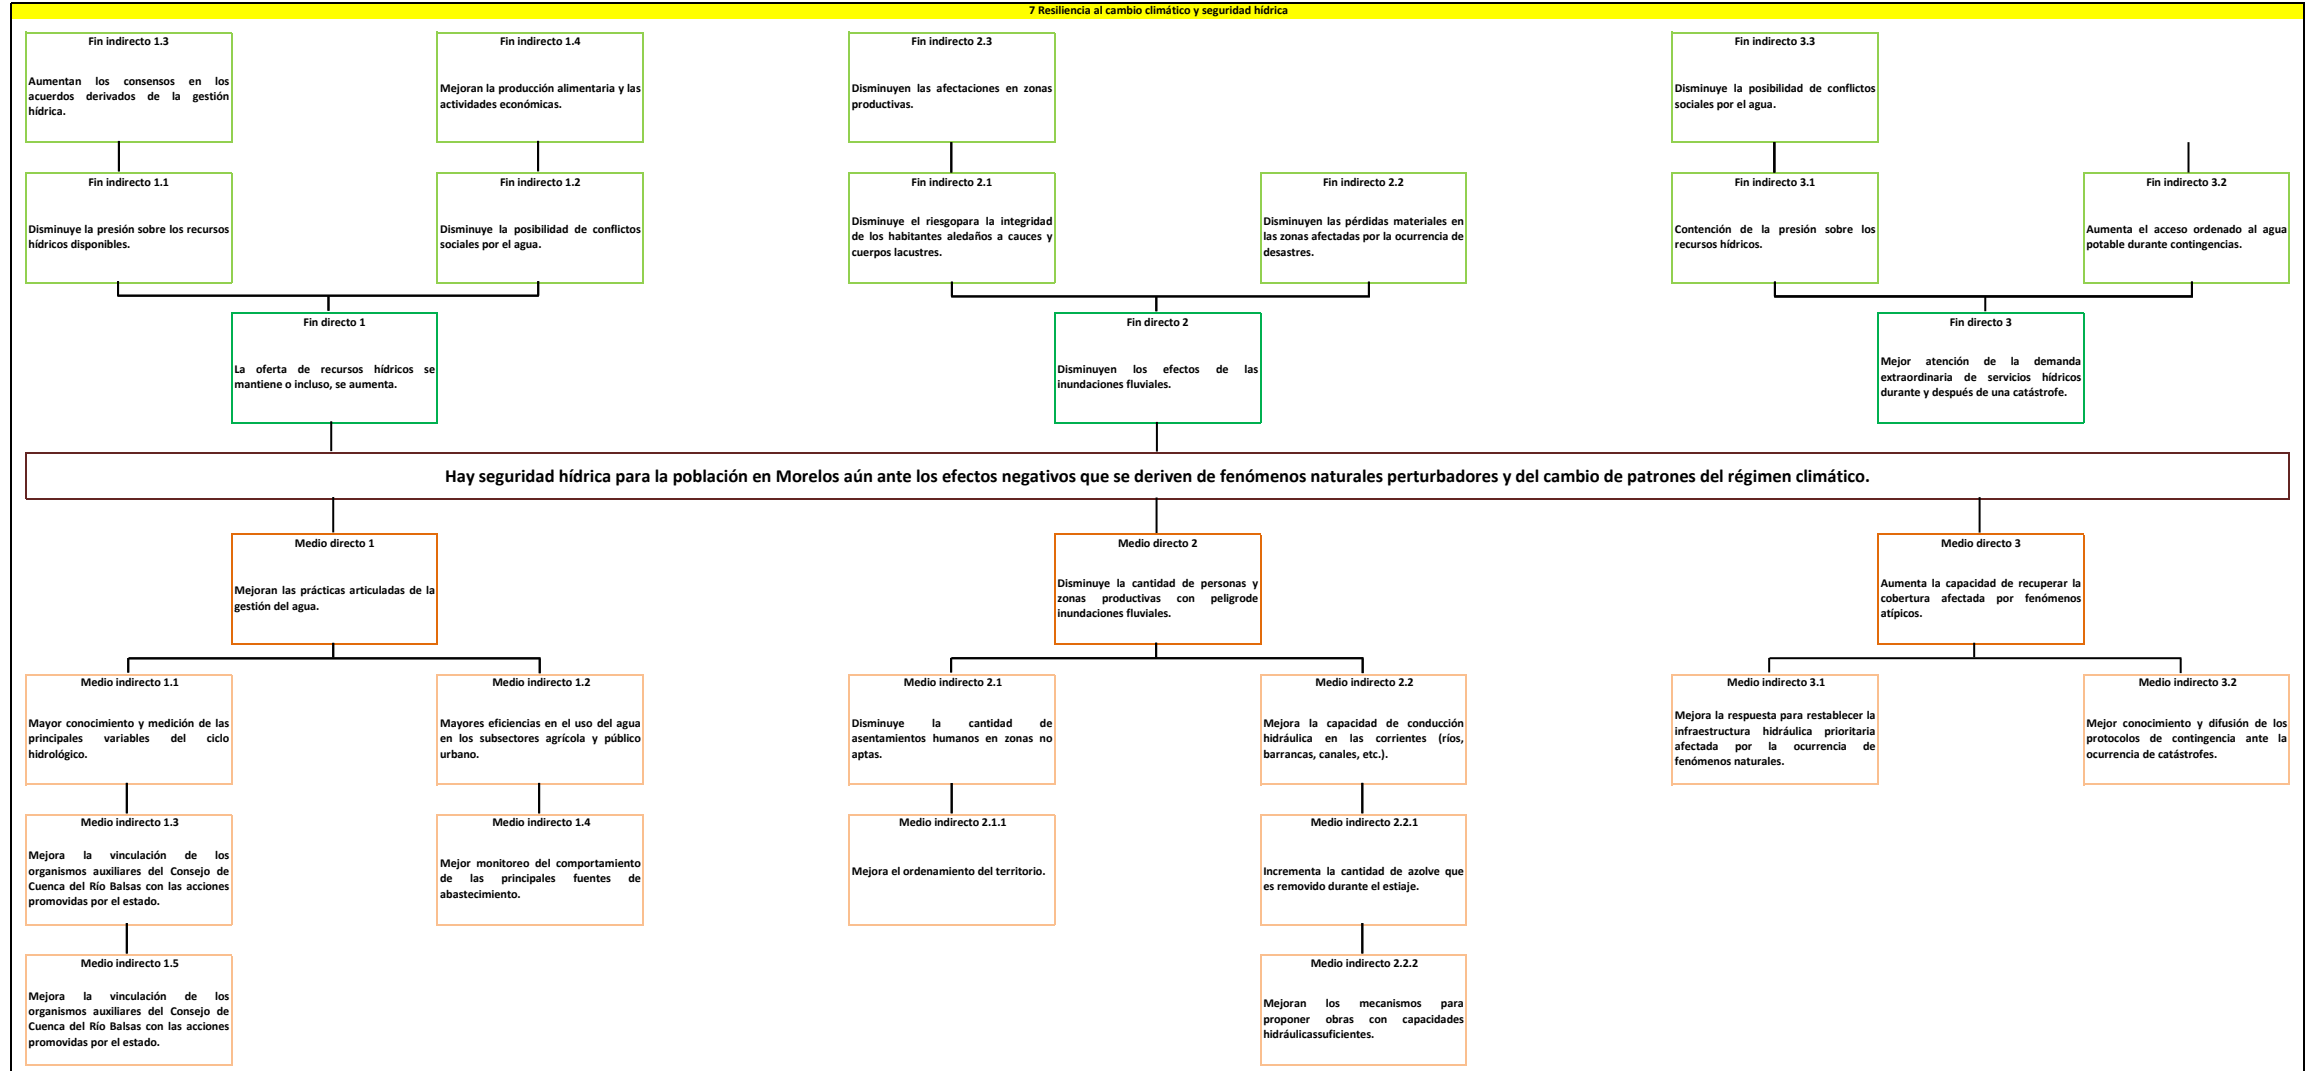 7 Resiliencia al cambio climático y seguridad hídrica
Fin indirecto 1.3
Aumentan los consensos en los
acuerdos derivados de la gestión
hídrica.
Fin indirecto 1.4
Mejoran la producción alimentaria y las
actividades económicas.
Fin indirecto 2.3
Disminuyen las afectaciones en zonas
productivas.
Fin indirecto 3.3
Disminuye la posibilidad de conflictos
sociales por el agua.
Fin indirecto 1.1
Disminuye la presión sobre los recursos
hídricos disponibles.
Fin indirecto 1.2
Disminuye la posibilidad de conflictos
sociales por el agua.
Fin indirecto 2.1
Disminuye el riesgopara la integridad
de los habitantes aledaños a cauces y
cuerpos lacustres.
Fin indirecto 2.2
Disminuyen las pérdidas materiales en
las zonas afectadas por la ocurrencia de
desastres.
Fin indirecto 3.1
Contención de la presión sobre los
recursos hídricos.
Fin indirecto 3.2
Aumenta el acceso ordenado al agua
potable durante contingencias.
Fin directo 1
La oferta de recursos hídricos se
mantiene o incluso, se aumenta.
Fin directo 2
Disminuyen los efectos de las
inundaciones fluviales.
Fin directo 3
Mejor atención de la demanda
extraordinaria de servicios hídricos
durante y después de una catástrofe.
Hay seguridad hídrica para la población en Morelos aún ante los efectos negativos que se deriven de fenómenos naturales perturbadores y del cambio de patrones del régimen climático.
Medio directo 1
Mejoran las prácticas articuladas de la
gestión del agua.
Medio directo 2
Disminuye la cantidad de personas y
zonas productivas con peligrode
inundaciones fluviales.
Medio directo 3
Aumenta la capacidad de recuperar la
cobertura afectada por fenómenos
atípicos.
Medio indirecto 1.1
Mayor conocimiento y medición de las
principales variables del ciclo
hidrológico.
Medio indirecto 1.2
Mayores eficiencias en el uso del agua
en los subsectores agrícola y público
urbano.
Medio indirecto 2.1
Disminuye la cantidad de
asentamientos humanos en zonas no
aptas.
Medio indirecto 2.2
Mejora la capacidad de conducción
hidráulica en las corrientes (ríos,
barrancas, canales, etc.).
Medio indirecto 3.1
Mejora la respuesta para restablecer la
infraestructura hidráulica prioritaria
afectada por la ocurrencia de
fenómenos naturales.
Medio indirecto 3.2
Mejor conocimiento y difusión de los
protocolos de contingencia ante la
ocurrencia de catástrofes.
Medio indirecto 1.3
Mejora la vinculación de los
organismos auxiliares del Consejo de
Cuenca del Río Balsas con las acciones
promovidas por el estado.
Medio indirecto 1.4
Mejor monitoreo del comportamiento
de las principales fuentes de
abastecimiento.
Medio indirecto 2.1.1
Mejora el ordenamiento del territorio.
Medio indirecto 2.2.1
Incrementa la cantidad de azolve que
es removido durante el estiaje.
Medio indirecto 1.5
Mejora la vinculación de los
organismos auxiliares del Consejo de
Cuenca del Río Balsas con las acciones
promovidas por el estado.
Medio indirecto 2.2.2
Mejoran los mecanismos para
proponer obras con capacidades
hidráulicassuficientes.